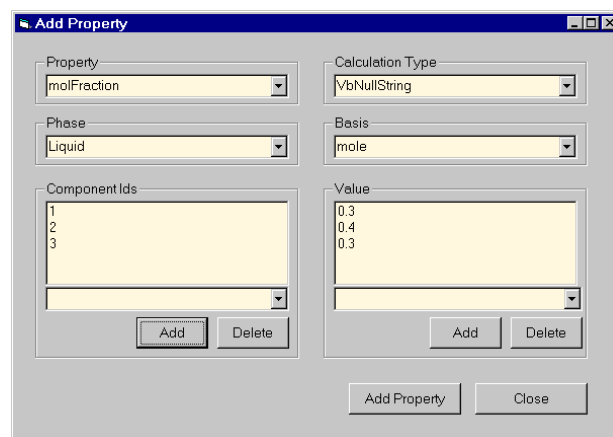 Add Property
Property
molFraction
Calculation Type
VbNullString
Phase
Liquid
Basis
mole
Component Ids
1
2
3
Add
Delete
Value
0.3
0.4
0.3
Add
Delete
Add Property
Close